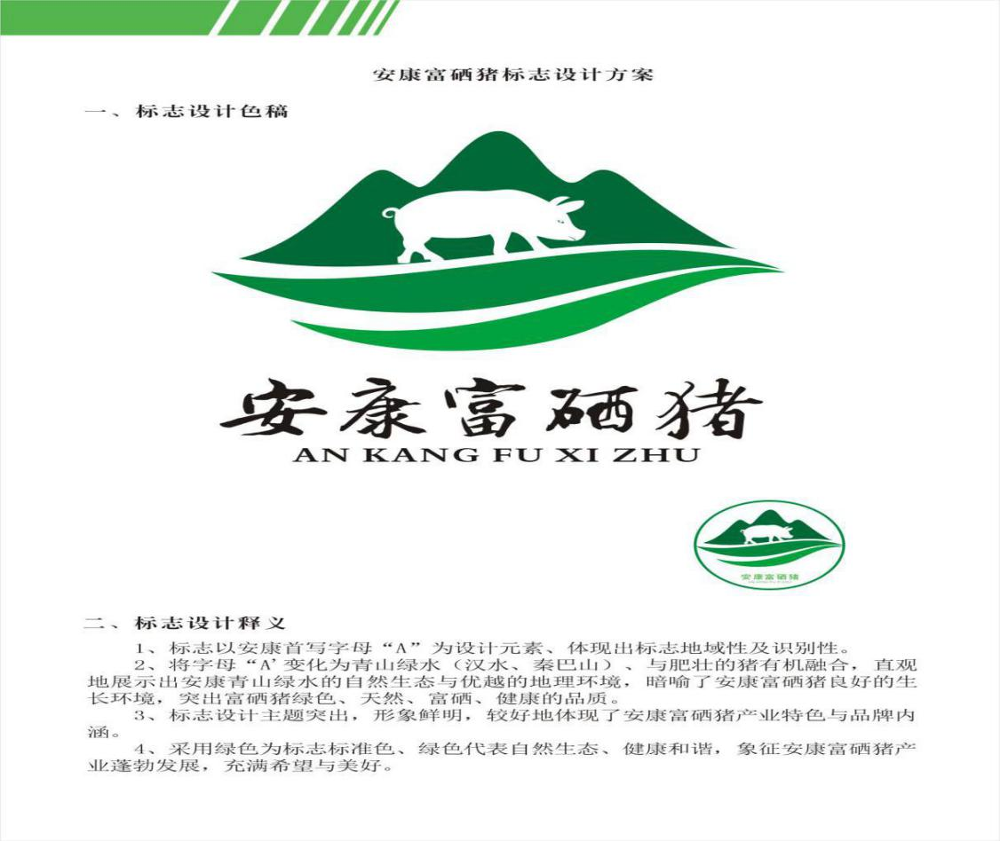 安康富硒猪标志设计方案
一、标志设计色稿
安康富硒猪
AN KANG FU XI ZHU
安康富硒猪
二、标志设计释义
1、标志以安康首写字母“A”为设计元素、体现出标志地域性及识别性。
2、将字母“A'变化为青山绿水（汉水、秦巴山）、与肥壮的猪有机融合，直观
地展示出安康青山绿水的自然生态与优越的地理环境，暗喻了安康富硒猪良好的生
长环境，突出富硒猪绿色、天然、富硒、健康的品质。
3、标志设计主题突出，形象鲜明，较好地体现了安康富硒猪产业特色与品牌内
涵。
4、采用绿色为标志标准色、绿色代表自然生态、健康和谐，象征安康富硒猪产
业蓬勃发展，充满希望与美好。